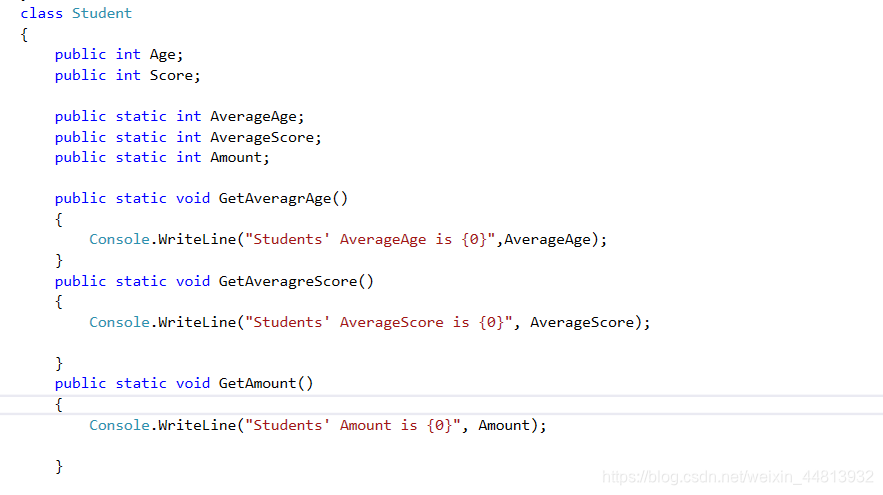 class Student
{
public int Age;
public int Score;
public static int AverageAge;
public static int AverageScore;
public static int Amount;
public static void GetAveragrAge()
{
Console.WriteLine("Students' AverageAge is {0}",AverageAge);
}
public static void GetAveragreScore()
{
Console.WriteLine("Students' AverageScore is {0}", AverageScore);
}
public static void GetAmount()
{
Console.WriteLine("Students' Amount is {0}", Amount);
}
https://blog.csdn.net/weixin_44813932